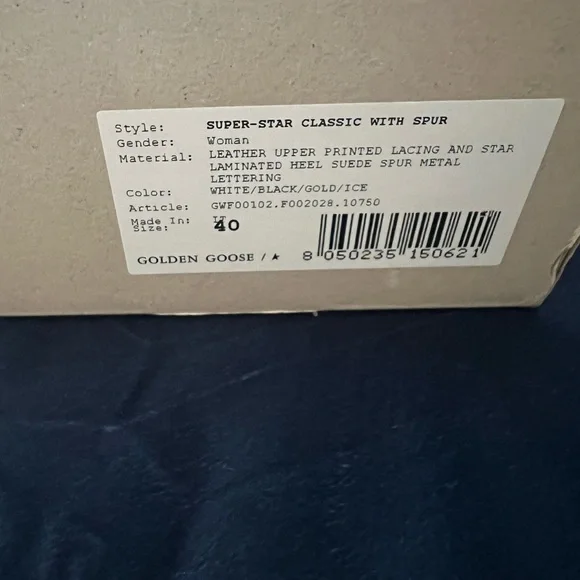 Style: SUPER-STAR CLASSIC WITH SPUR
Gender: Woman
Material: LEATHER UPPER PRINTED LACING AND STAR
LAMINATED HEEL SUEDE SPUR METAL
LETTERING
Color: WHITE/BLACK/GOLD/ICE
Article: GWF00102.F002028.10750
Made In: IT
Size: 40
GOLDEN GOOSE / ★
8 050235 150621